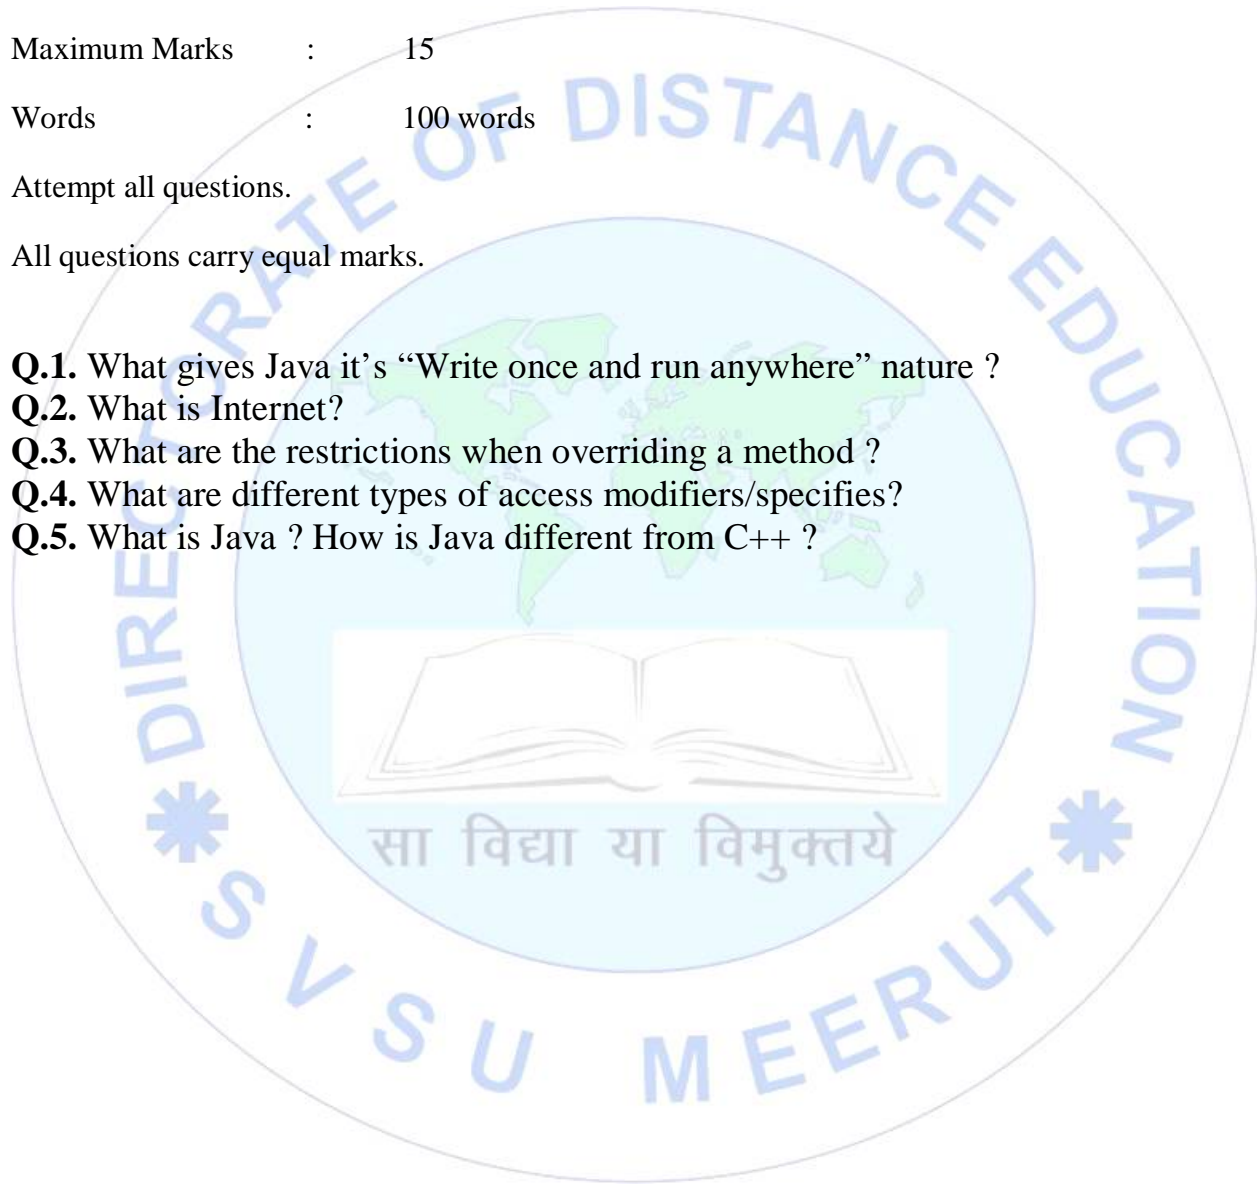 Maximum Marks : 15
Words : 100 words
Attempt all questions.
All questions carry equal marks.
Q.1. What gives Java it’s “Write once and run anywhere” nature ?
Q.2. What is Internet?
Q.3. What are the restrictions when overriding a method ?
Q.4. What are different types of access modifiers/specifies?
Q.5. What is Java ? How is Java different from C++ ?
DIRECTORATE OF DISTANCE EDUCATION
सा विद्या या विमुक्तये
S V S U MEERUT